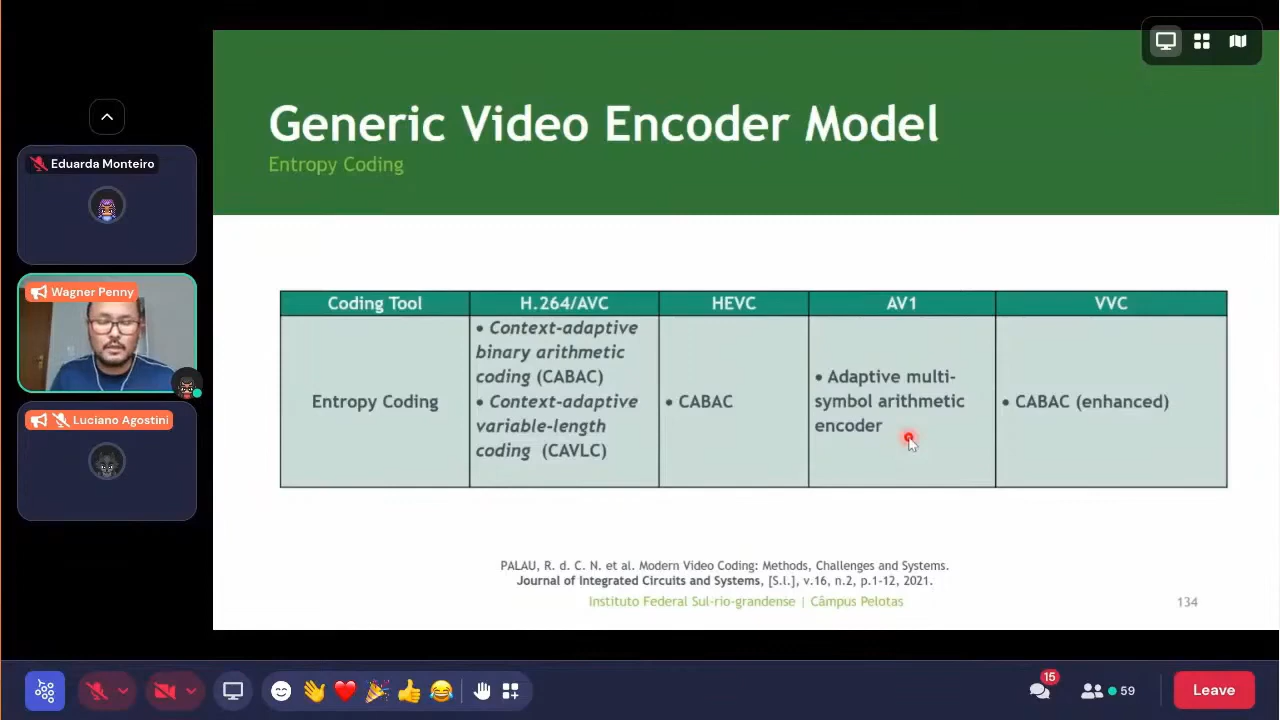 Eduarda Monteiro
Wagner Penny
Luciano Agostini
Generic Video Encoder Model
Entropy Coding
Coding Tool
H.264/AVC
HEVC
AV1
VVC
Entropy Coding
• Context-adaptive
binary arithmetic
coding (CABAC)
• Context-adaptive
variable-length
coding (CAVLC)
• CABAC
• Adaptive multi-
symbol arithmetic
encoder
• CABAC (enhanced)
PALAU, R. d. C. N. et al. Modern Video Coding: Methods, Challenges and Systems.
Journal of Integrated Circuits and Systems, [S.l.], v.16, n.2, p.1-12, 2021.
Instituto Federal Sul-rio-grandense | Câmpus Pelotas
134
15
59
Leave